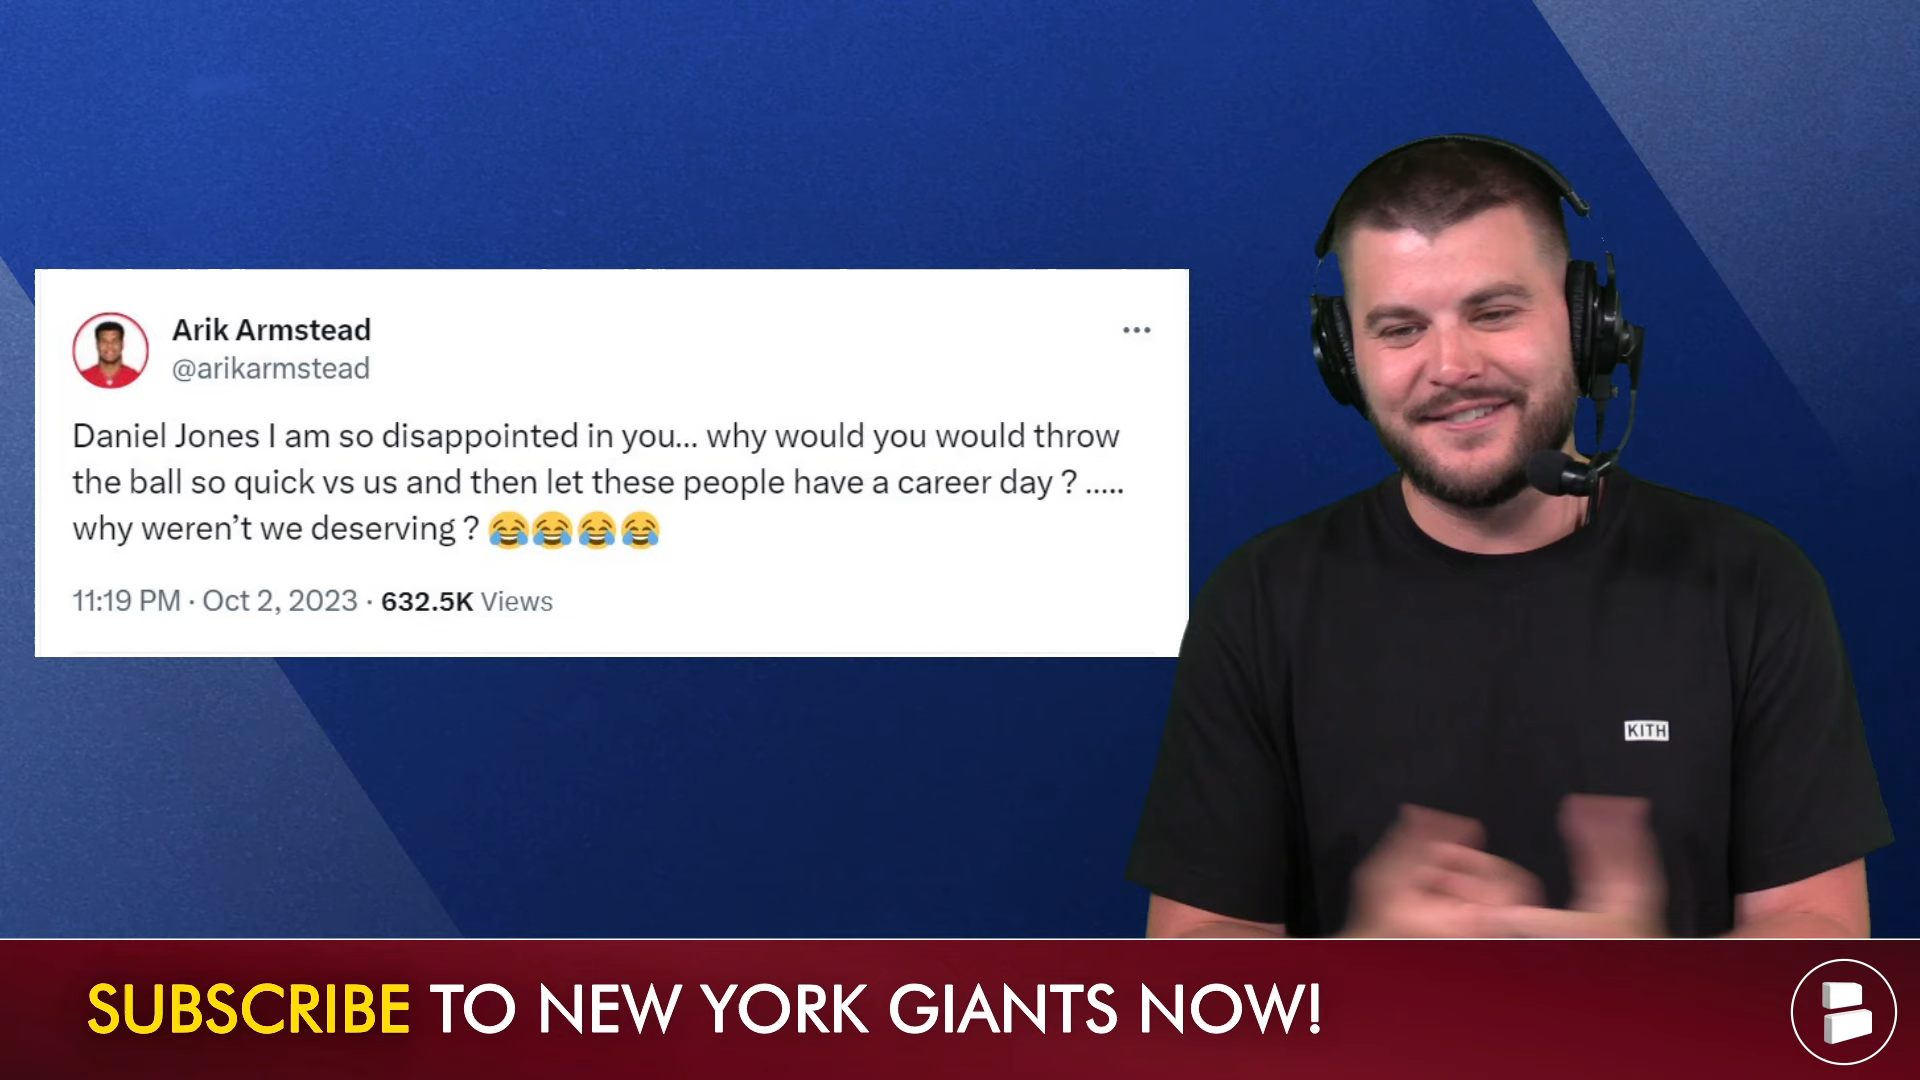 Arik Armstead
@arikarmstead
Daniel Jones I am so disappointed in you... why would you would throw
the ball so quick vs us and then let these people have a career day ? .....
why weren’t we deserving ? 😂😂😂😂
11:19 PM · Oct 2, 2023 · 632.5K Views
KITH
SUBSCRIBE TO NEW YORK GIANTS NOW!